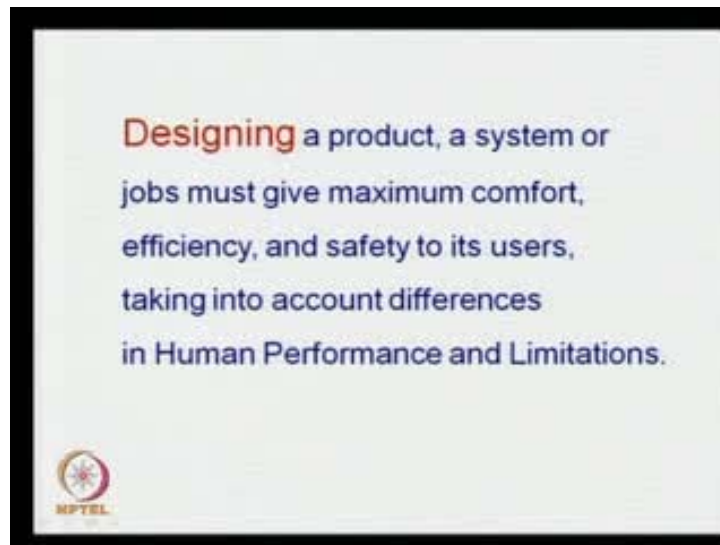 Designing a product, a system or
jobs must give maximum comfort,
efficiency, and safety to its users,
taking into account differences
in Human Performance and Limitations.
NPTEL